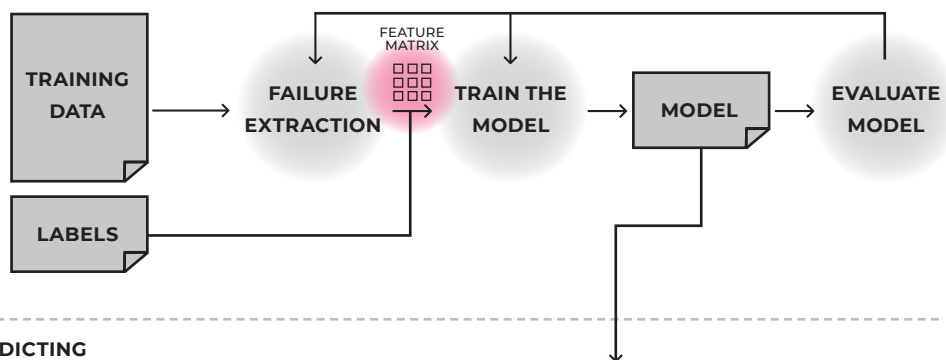 TRAINING
DATA
FAILURE
EXTRACTION
FEATURE
MATRIX
TRAIN THE
MODEL
MODEL
EVALUATE
MODEL
LABELS
DICTING